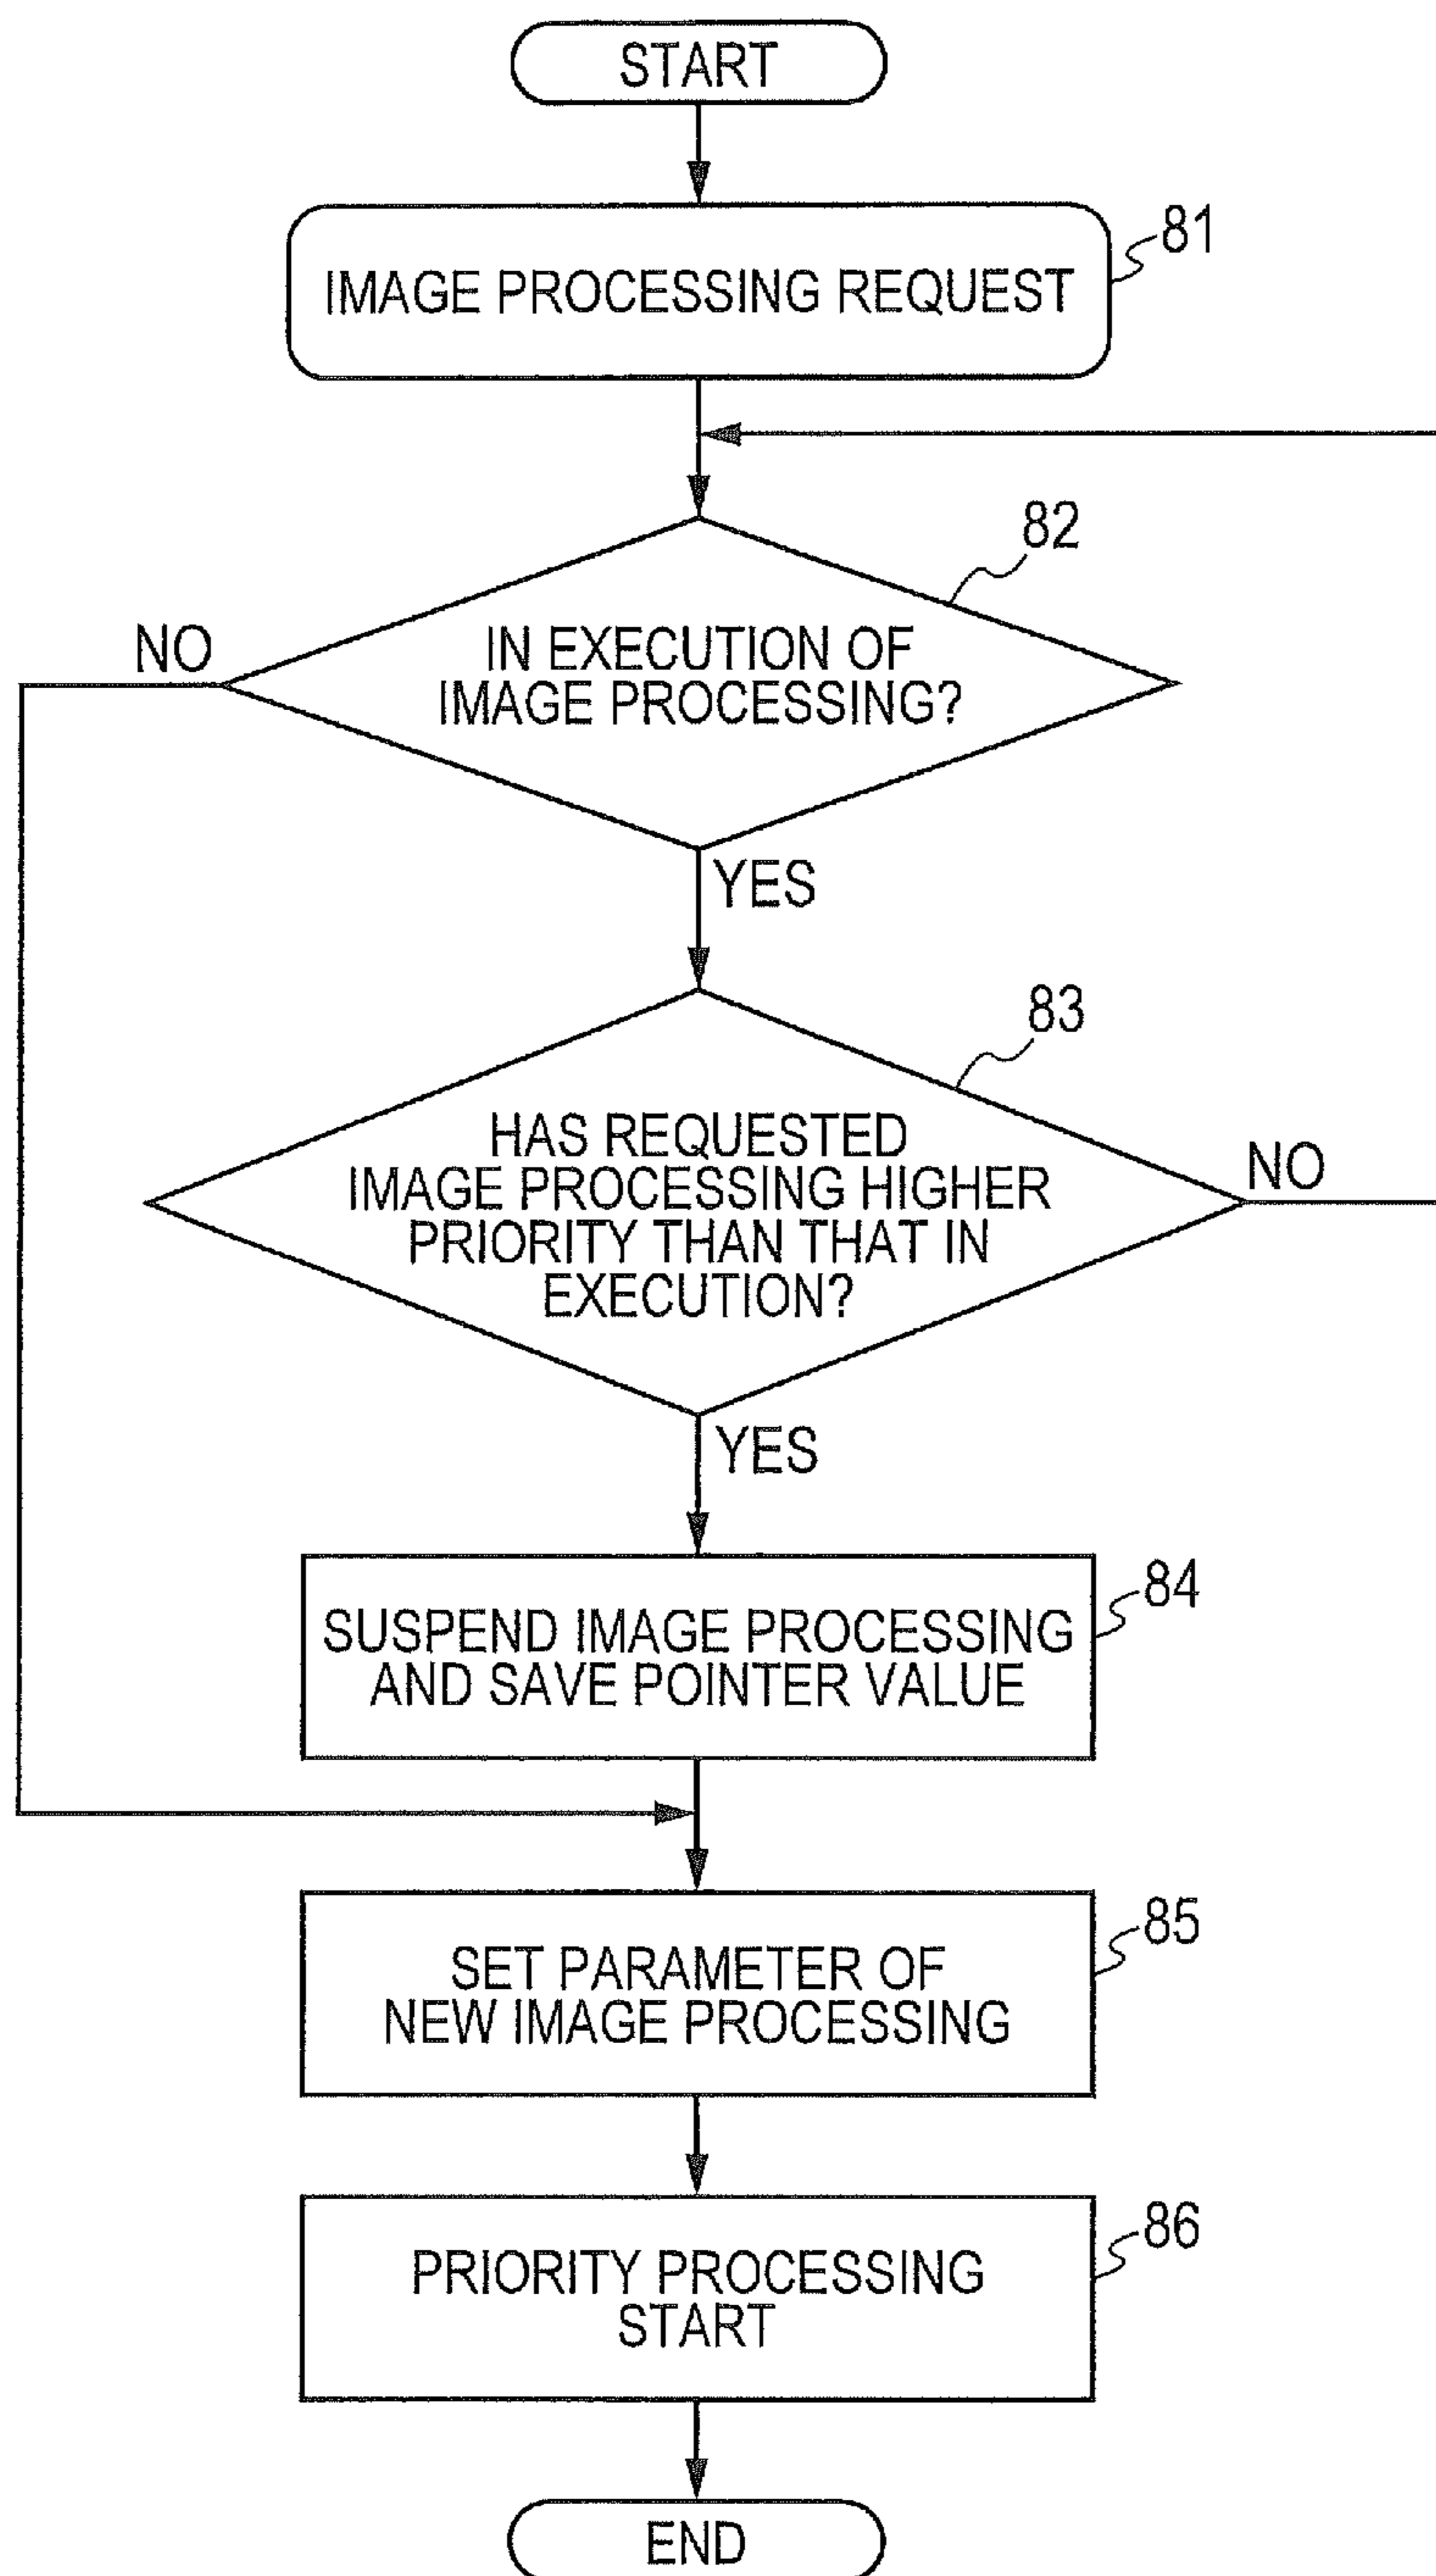 START
IMAGE PROCESSING REQUEST
81
82
NO
IN EXECUTION OF
IMAGE PROCESSING?
YES
83
HAS REQUESTED
IMAGE PROCESSING HIGHER
PRIORITY THAN THAT IN
EXECUTION?
NO
YES
84
SUSPEND IMAGE PROCESSING
AND SAVE POINTER VALUE
85
SET PARAMETER OF
NEW IMAGE PROCESSING
86
PRIORITY PROCESSING
START
END